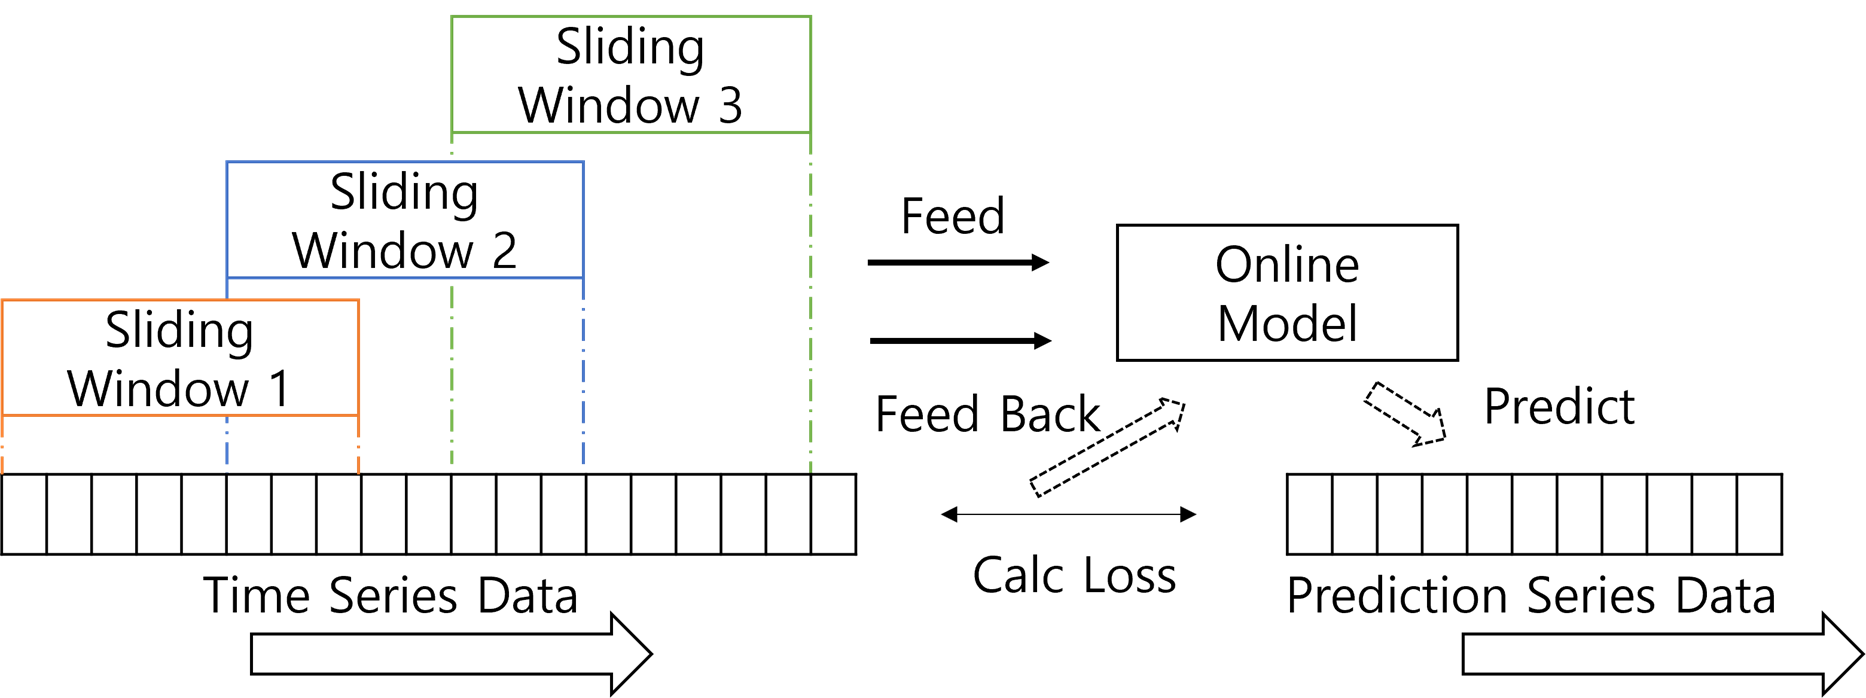 Sliding
Window 3
Sliding
Window 2
Sliding
Window 1
Time Series Data
Feed
Feed Back
Calc Loss
Online
Model
Predict
Prediction Series Data